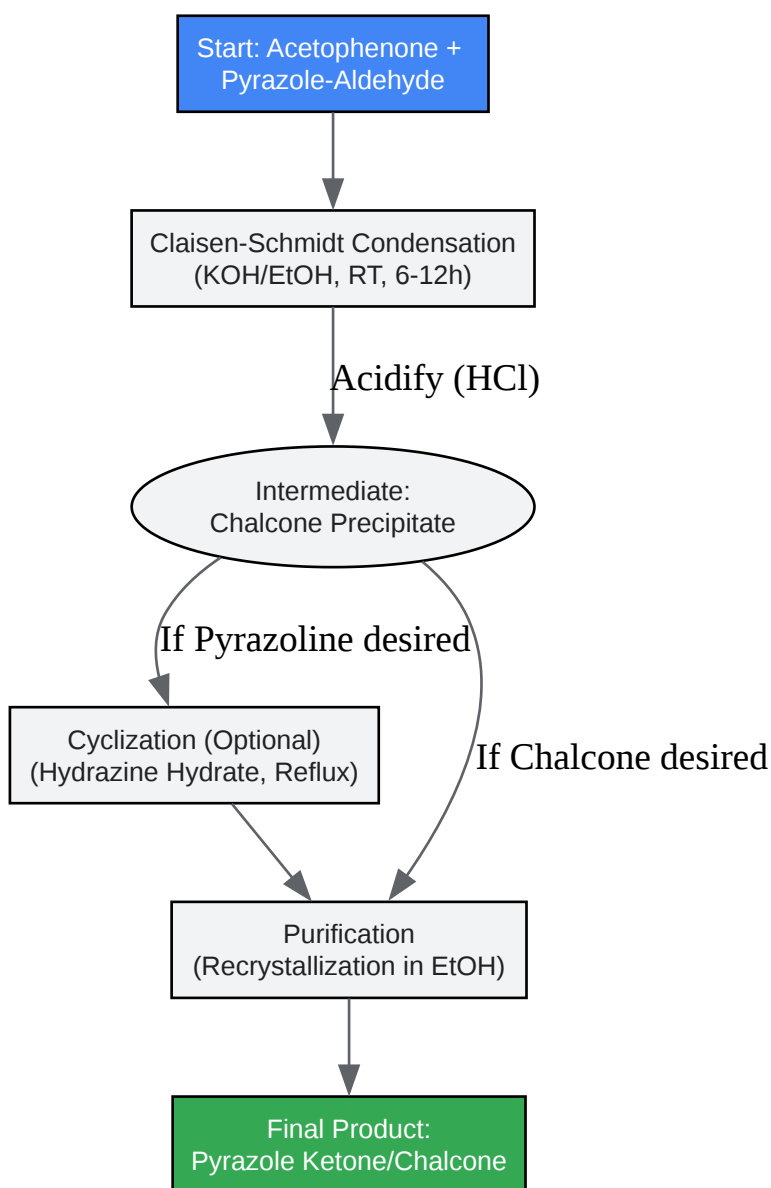 Start: Acetophenone +
Pyrazole-Aldehyde
Claisen-Schmidt Condensation
(KOH/EtOH, RT, 6-12h)
Acidify (HCl)
Intermediate:
Chalcone Precipitate
If Pyrazoline desired
Cyclization (Optional)
(Hydrazine Hydrate, Reflux)
If Chalcone desired
Purification
(Recrystallization in EtOH)
Final Product:
Pyrazole Ketone/Chalcone